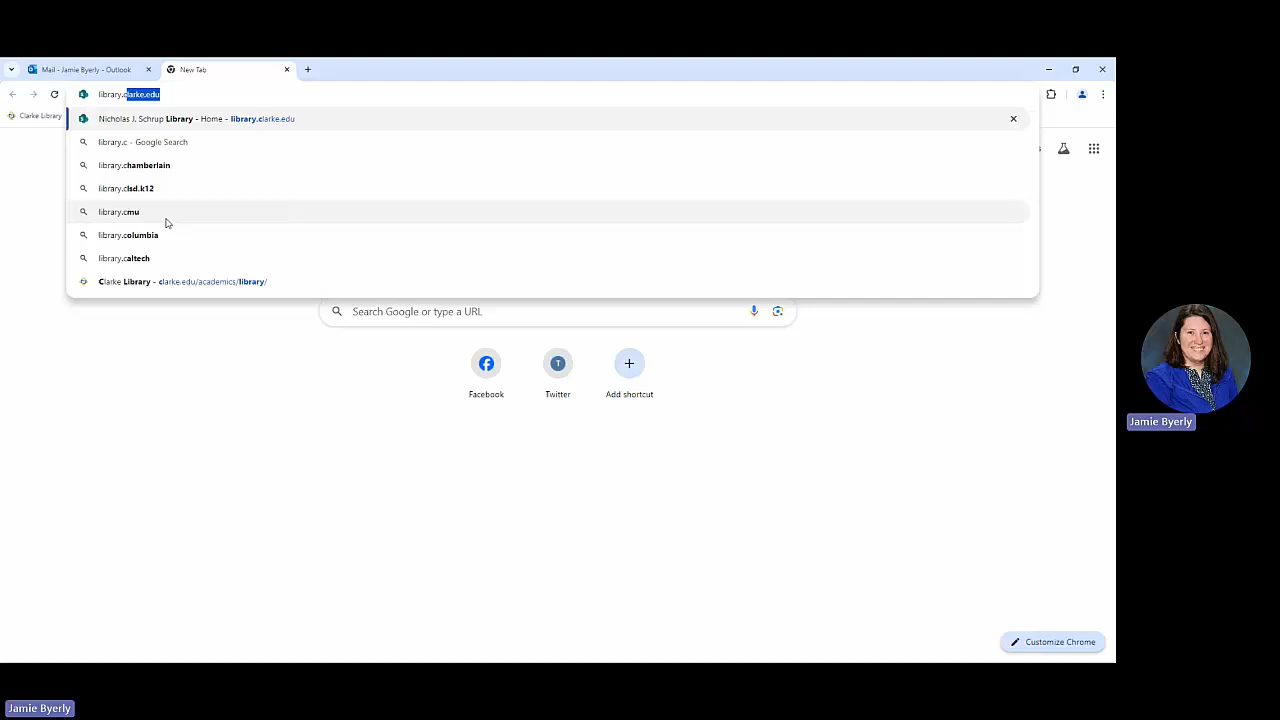 Mail - Jamie Byerly - Outlook
New Tab
library.clarke.edu
Clarke Library
Nicholas J. Schrup Library - Home - library.clarke.edu
library.c - Google Search
library.chamberlain
library.clsd.k12
library.cmu
library.columbia
library.caltech
Clarke Library - clarke.edu/academics/library/
Search Google or type a URL
T
Facebook
Twitter
Add shortcut
Jamie Byerly
Customize Chrome
Jamie Byerly